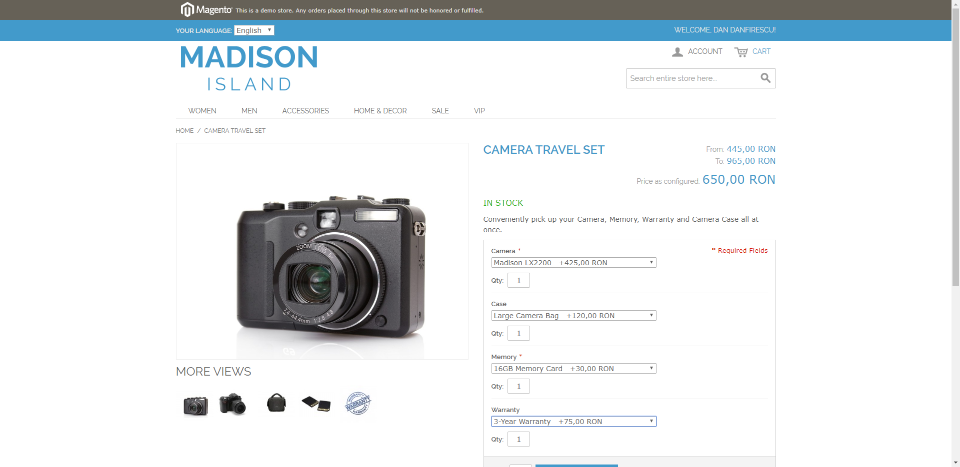 Magento This is a demo store. Any orders placed through this store will not be honored or fulfilled.
YOUR LANGUAGE: English
WELCOME, DAN DANFIRESCU!
MADISON
ISLAND
ACCOUNT CART
Search entire store here...
WOMEN MEN ACCESSORIES HOME & DECOR SALE VIP
HOME / CAMERA TRAVEL SET
CAMERA TRAVEL SET
From: 445,00 RON
To: 965,00 RON
Price as configured: 650,00 RON
IN STOCK
Conveniently pick up your Camera, Memory, Warranty and Camera Case all at
once.
* Required Fields
Camera *
Madison LX2200 +425,00 RON
Qty: 1
Case
Large Camera Bag +120,00 RON
Qty: 1
Memory *
16GB Memory Card +30,00 RON
Qty: 1
Warranty
3-Year Warranty +75,00 RON
Qty: 1
MORE VIEWS
WARRANTY